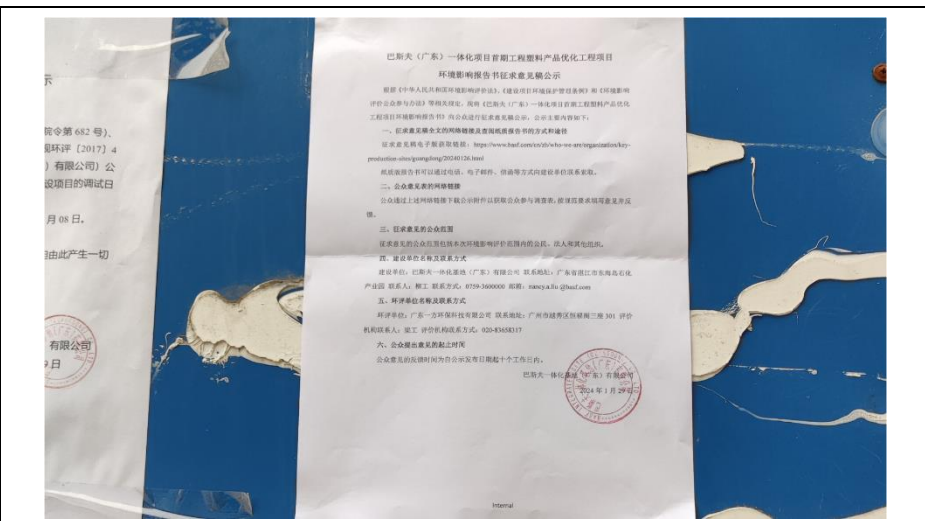 示
院令第 682 号)、
观环评〔2017〕4
）有限公司）公
设项目的调试日
月 08 日。
自由此产生一切
有限公司
9 日
巴斯夫（广东）一体化项目首期工程塑料产品优化工程项目
环境影响报告书征求意见稿公示
根据《中华人民共和国环境影响评价法》、《建设项目环境保护管理条例》和《环境影响
评价公众参与办法》等相关规定，现将《巴斯夫（广东）一体化项目首期工程塑料产品优化
工程项目环境影响报告书》向公众进行征求意见稿公示，公示主要内容如下：
一、征求意见稿全文的网络链接及查阅纸质报告书的方式和途径
征求意见稿电子版获取链接：https://www.basf.com/cn/zh/who-we-are/organization/key-
production-sites/guangdong/20240126.html
纸质版报告书可以通过电话、电子邮件、信函等方式向建设单位联系索取。
二、公众意见表的网络链接
公众通过上述网络链接下载公示附件以获取公众参与调查表，按规范要求填写意见并反
馈。
三、征求意见的公众范围
征求意见的公众范围包括本次环境影响评价范围内的公民、法人和其他组织。
四、建设单位名称及联系方式
建设单位：巴斯夫一体化基地（广东）有限公司 联系地址：广东省湛江市东海岛石化
产业园 联系人：柳工 联系方式：0759-3600000 邮箱：nancy.a.liu @basf.com
五、环评单位名称及联系方式
环评单位：广东一方环保科技有限公司 联系地址：广州市越秀区恒福阁三座 301 评价
机构联系人：梁工 评价机构联系方式：020-83658317
六、公众提出意见的起止时间
公众意见的反馈时间为自公示发布日期起十个工作日内。
巴斯夫一体化基地（广东）有限公司
2024 年 1 月 29 日
Internal